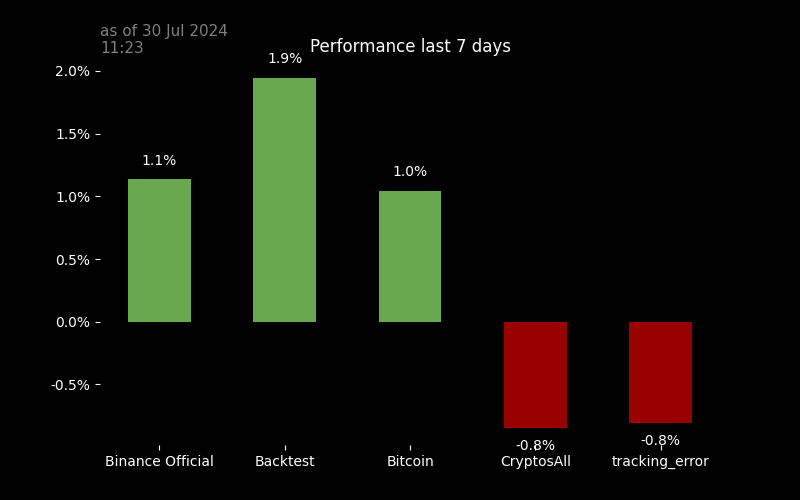 as of 30 Jul 2024
11:23
Performance last 7 days
2.0%
1.5%
1.0%
0.5%
0.0%
-0.5%
1.1%
1.9%
1.0%
-0.8%
-0.8%
Binance Official
Backtest
Bitcoin
CryptosAll
tracking_error